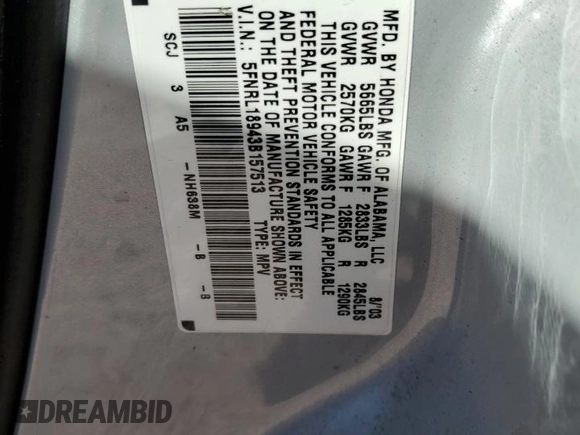 MFD. BY HONDA MFG. OF ALABAMA, LLC 8/'03
GVWR 5665LBS GAWR F 2833LBS R 2845LBS
GVWR 2570KG GAWR F 1285KG R 1290KG
THIS VEHICLE CONFORMS TO ALL APPLICABLE
FEDERAL MOTOR VEHICLE SAFETY
AND THEFT PREVENTON STANDARDS IN EFFECT
ON THE DATE OF MANUFACTURE SHOWN ABOVE:
V.I.N.: 5FNRL18943B157513 TYPE: MPV
SCJ 3 A5 -NH638M -B -B
DREAMBID